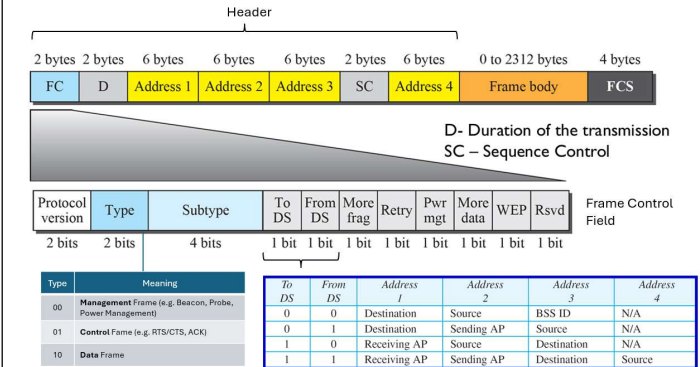 Header
2 bytes 2 bytes 6 bytes 6 bytes 6 bytes 2 bytes 6 bytes 0 to 2312 bytes 4 bytes
FC D Address 1 Address 2 Address 3 SC Address 4 Frame body FCS
D- Duration of the transmission
SC – Sequence Control
Protocol version Type Subtype To DS From DS More frag Retry Pwr mgt More data WEP Rsvd
Frame Control
Field
2 bits 2 bits 4 bits 1 bit 1 bit 1 bit 1 bit 1 bit 1 bit 1 bit 1 bit
Type Meaning
00 Management Frame (e.g. Beacon, Probe,
Power Management)
01 Control Fame (e.g. RTS/CTS, ACK)
10 Data Frame
To DS From DS Address 1 Address 2 Address 3 Address 4
0 0 Destination Source BSS ID N/A
0 1 Destination Sending AP Source N/A
1 0 Receiving AP Source Destination N/A
1 1 Receiving AP Sending AP Destination Source